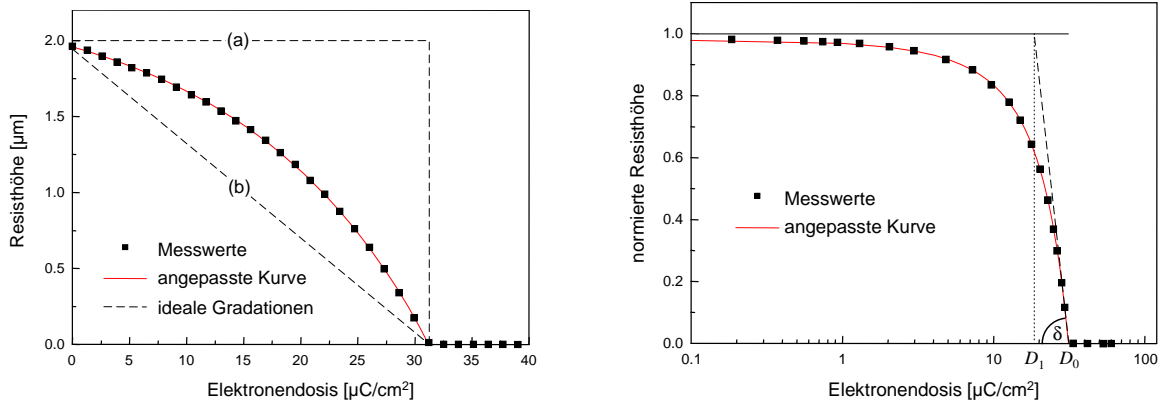 2.0
1.5
1.0
0.5
0.0
Resisthöhe [µm]
(a)
(b)
Messwerte
angepasste Kurve
ideale Gradationen
0 5 10 15 20 25 30 35 40
Elektronendosis [µC/cm²]
1.0
0.8
0.6
0.4
0.2
0.0
normierte Resisthöhe
Messwerte
angepasste Kurve
δ
0.1 1 10 100
D₁ D₀
Elektronendosis [µC/cm²]